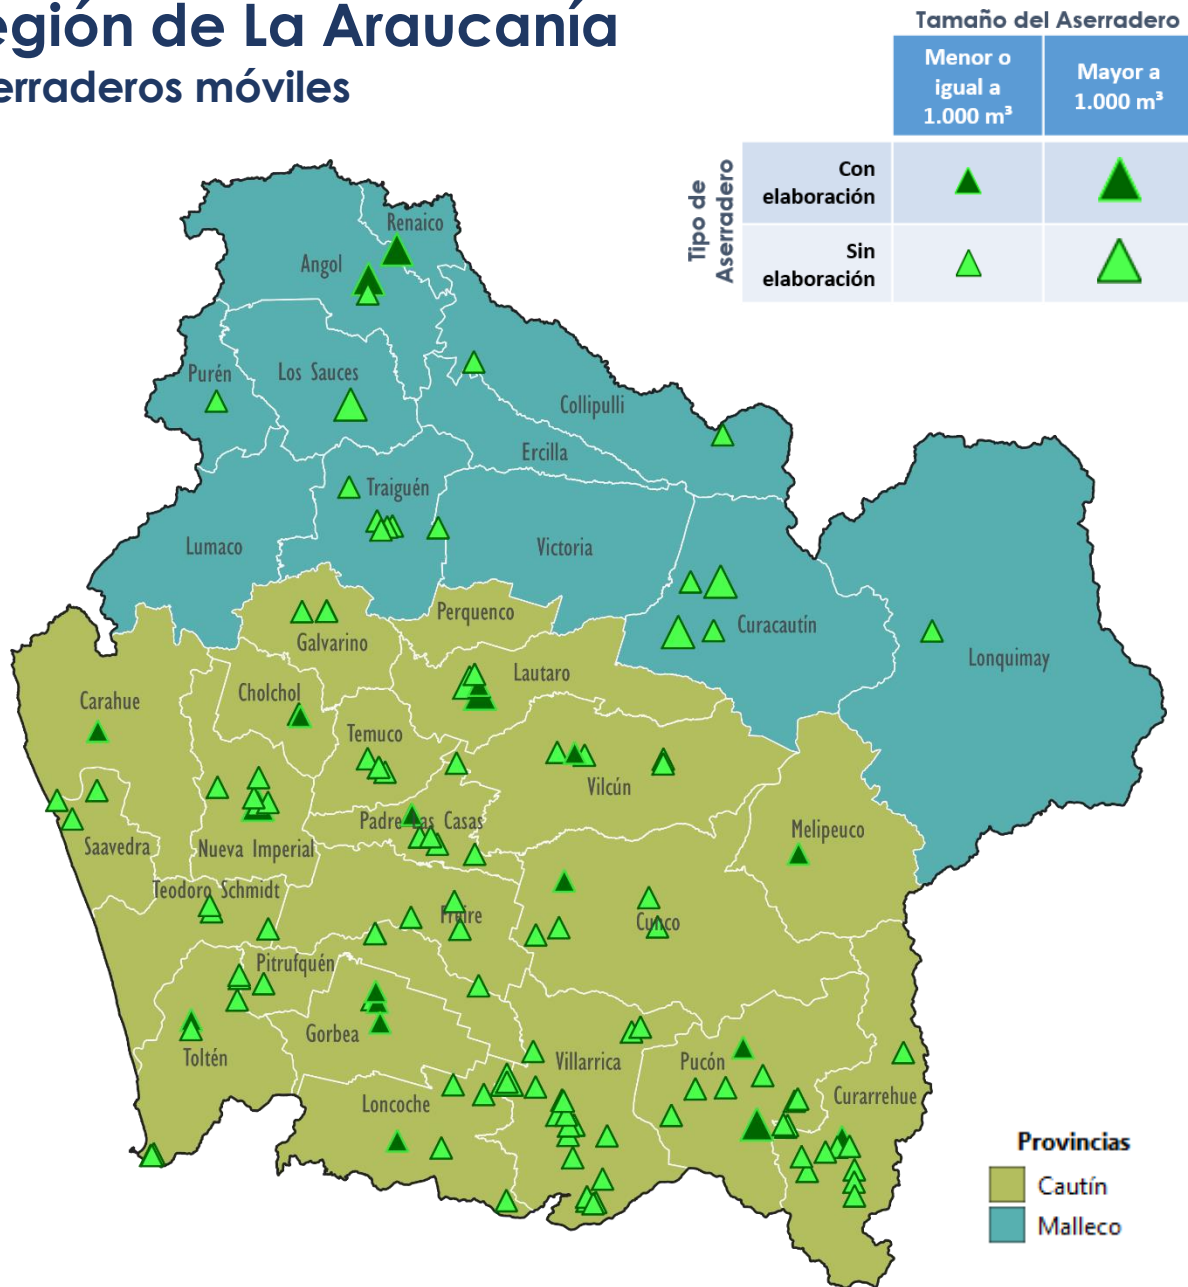 egión de La Araucanía
erraderos móviles
Tamaño del Aserradero
Menor o
igual a
1.000 m³
Mayor a
1.000 m³
Tipo de
Aserradero
Con
elaboración
Sin
elaboración
Renaico
Angol
Purén
Los Sauces
Collipulli
Ercilla
Traiguén
Lumaco
Victoria
Perquenco
Galvarino
Curacautín
Lonquimay
Lautaro
Cholchol
Carahue
Temuco
Vilcún
Padre Las Casas
Melipeuco
Saavedra
Nueva Imperial
Teodoro Schmidt
Freire
Cunco
Pitrufquén
Gorbea
Toltén
Villarrica
Pucón
Curarrehue
Loncoche
Provincias
Cautín
Malleco